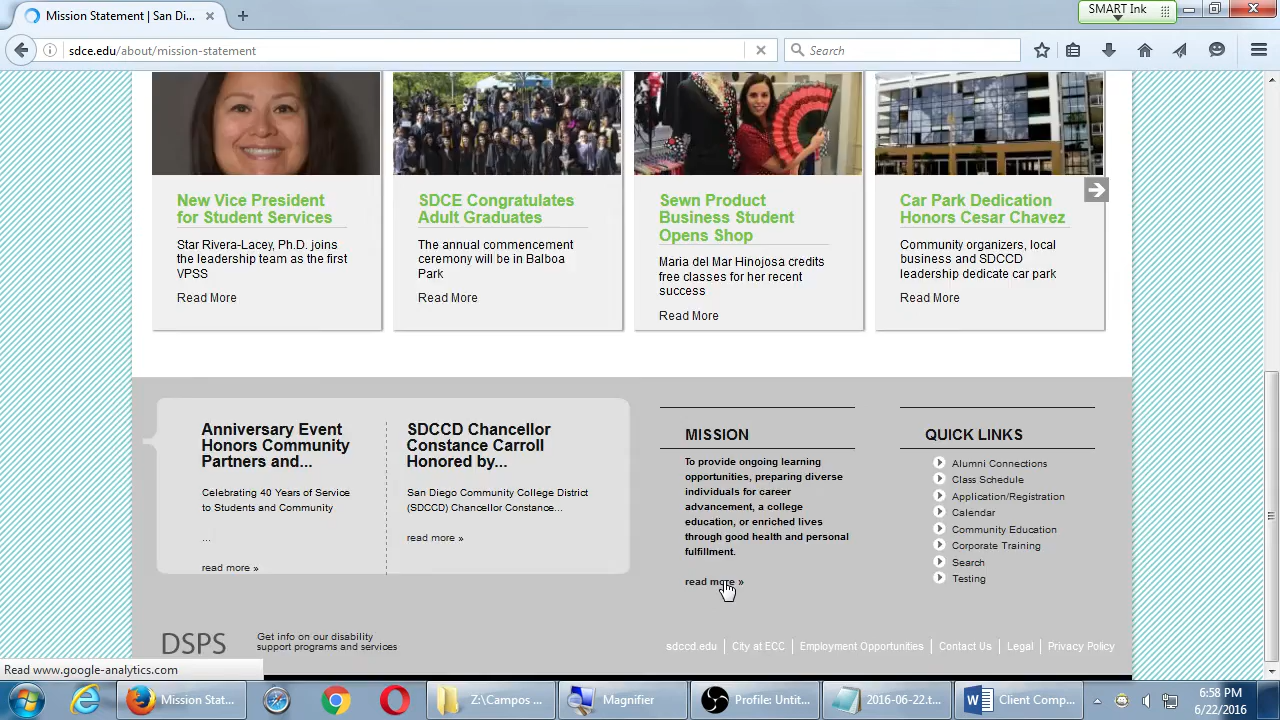 Mission Statement | San Di...
SMART Ink
sdce.edu/about/mission-statement
Search
New Vice President
for Student Services
Star Rivera-Lacey, Ph.D. joins
the leadership team as the first
VPSS
Read More
SDCE Congratulates
Adult Graduates
The annual commencement
ceremony will be in Balboa
Park
Read More
Sewn Product
Business Student
Opens Shop
Maria del Mar Hinojosa credits
free classes for her recent
success
Read More
Car Park Dedication
Honors Cesar Chavez
Community organizers, local
business and SDCCD
leadership dedicate car park
Read More
Anniversary Event
Honors Community
Partners and...
Celebrating 40 Years of Service
to Students and Community
...
read more »
SDCCD Chancellor
Constance Carroll
Honored by...
San Diego Community College District
(SDCCD) Chancellor Constance...
read more »
MISSION
To provide ongoing learning
opportunities, preparing diverse
individuals for career
advancement, a college
education, or enriched lives
through good health and personal
fulfillment.
read more »
QUICK LINKS
Alumni Connections
Class Schedule
Application/Registration
Calendar
Community Education
Corporate Training
Search
Testing
DSPS
Get info on our disability
support programs and services
sdccd.edu
City at ECC
Employment Opportunities
Contact Us
Legal
Privacy Policy
Read www.google-analytics.com
Mission Stat...
Z:\Campos ...
Magnifier
Profile: Untit...
2016-06-22.t...
Client Comp...
6:58 PM
6/22/2016